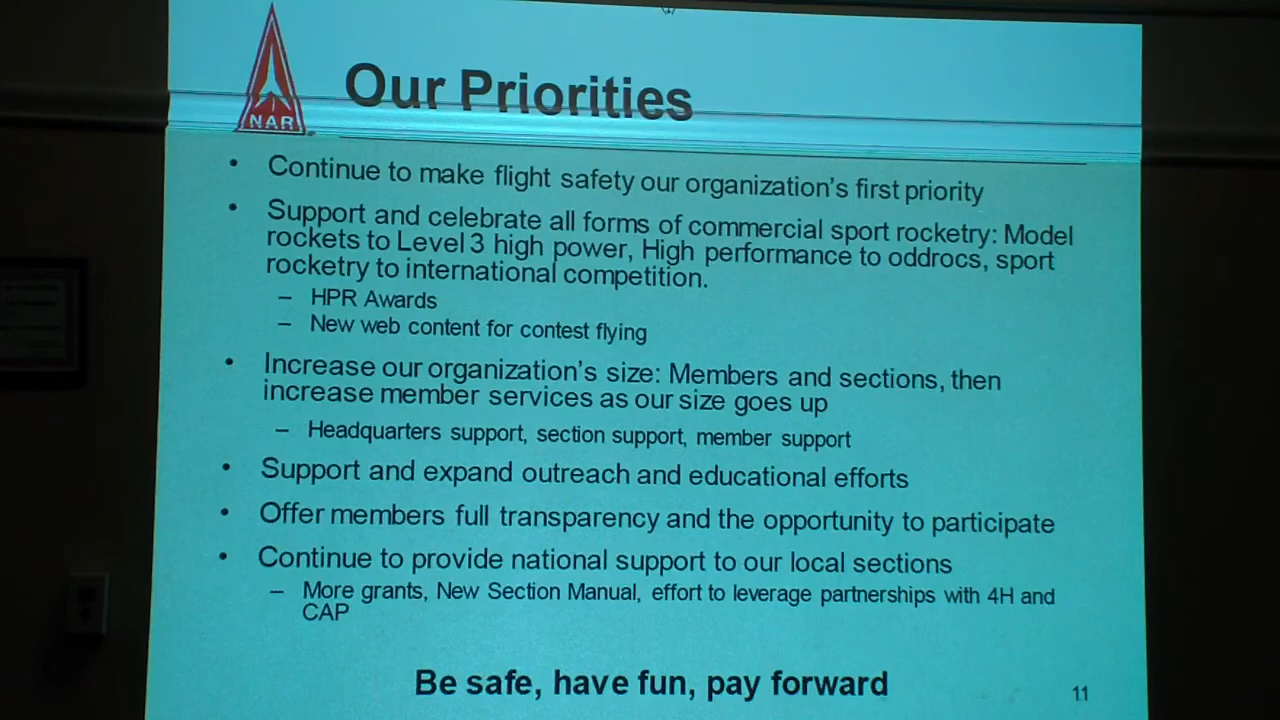 NAR
Our Priorities
• Continue to make flight safety our organization's first priority
• Support and celebrate all forms of commercial sport rocketry: Model
rockets to Level 3 high power, High performance to oddrocs, sport
rocketry to international competition.
– HPR Awards
– New web content for contest flying
• Increase our organization's size: Members and sections, then
increase member services as our size goes up
– Headquarters support, section support, member support
• Support and expand outreach and educational efforts
• Offer members full transparency and the opportunity to participate
• Continue to provide national support to our local sections
– More grants, New Section Manual, effort to leverage partnerships with 4H and
CAP
Be safe, have fun, pay forward
11